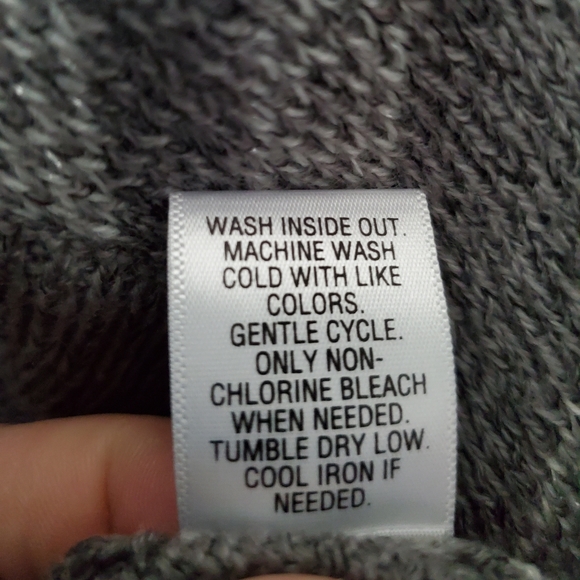 WASH INSIDE OUT.
MACHINE WASH
COLD WITH LIKE
COLORS.
GENTLE CYCLE.
ONLY NON-
CHLORINE BLEACH
WHEN NEEDED.
TUMBLE DRY LOW.
COOL IRON IF
NEEDED.